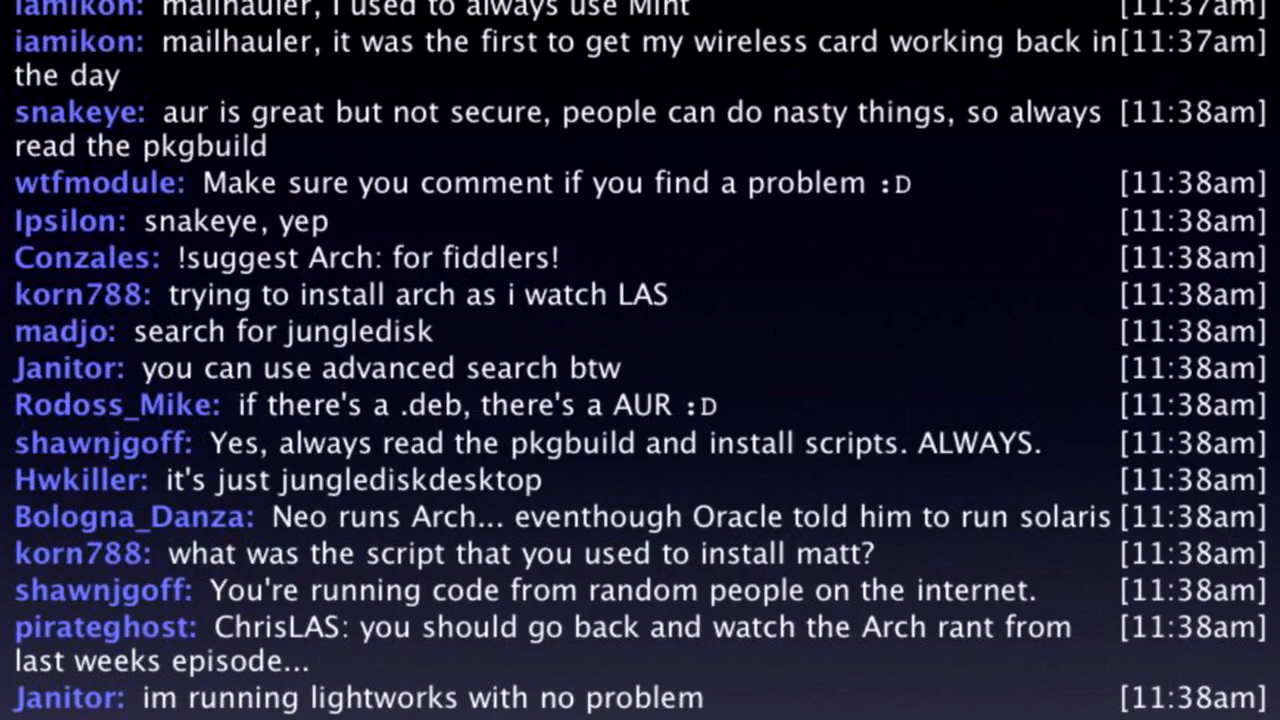 iamikon: mailhauler, i used to always use Mint [11:37am]
iamikon: mailhauler, it was the first to get my wireless card working back in[11:37am]
the day
snakeye: aur is great but not secure, people can do nasty things, so always [11:38am]
read the pkgbuild
wtfmodule: Make sure you comment if you find a problem :D [11:38am]
Ipsilon: snakeye, yep [11:38am]
Conzales: !suggest Arch: for fiddlers! [11:38am]
korn788: trying to install arch as i watch LAS [11:38am]
madjo: search for jungledisk [11:38am]
Janitor: you can use advanced search btw [11:38am]
Rodoss_Mike: if there's a .deb, there's a AUR :D [11:38am]
shawnjgoff: Yes, always read the pkgbuild and install scripts. ALWAYS. [11:38am]
Hwkiller: it's just junglediskdesktop [11:38am]
Bologna_Danza: Neo runs Arch... eventhough Oracle told him to run solaris [11:38am]
korn788: what was the script that you used to install matt? [11:38am]
shawnjgoff: You're running code from random people on the internet. [11:38am]
pirateghost: ChrisLAS: you should go back and watch the Arch rant from [11:38am]
last weeks episode...
Janitor: im running lightworks with no problem [11:38am]